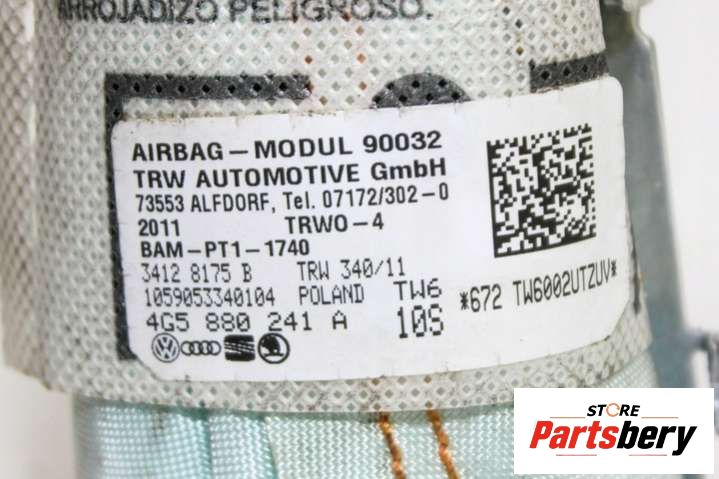 ARROJADIZO PELIGROSO.
AIRBAG-MODUL 90032
TRW AUTOMOTIVE GmbH
73553 ALFDORF, Tel. 07172/302-0
2011 TRWO-4
BAM-PT1-1740
3412 8175 B TRW 340/11
1059053340104 POLAND TW6
4G5 880 241 A 10S
*672 TW6002UTZUV*
STORE
Partsbery